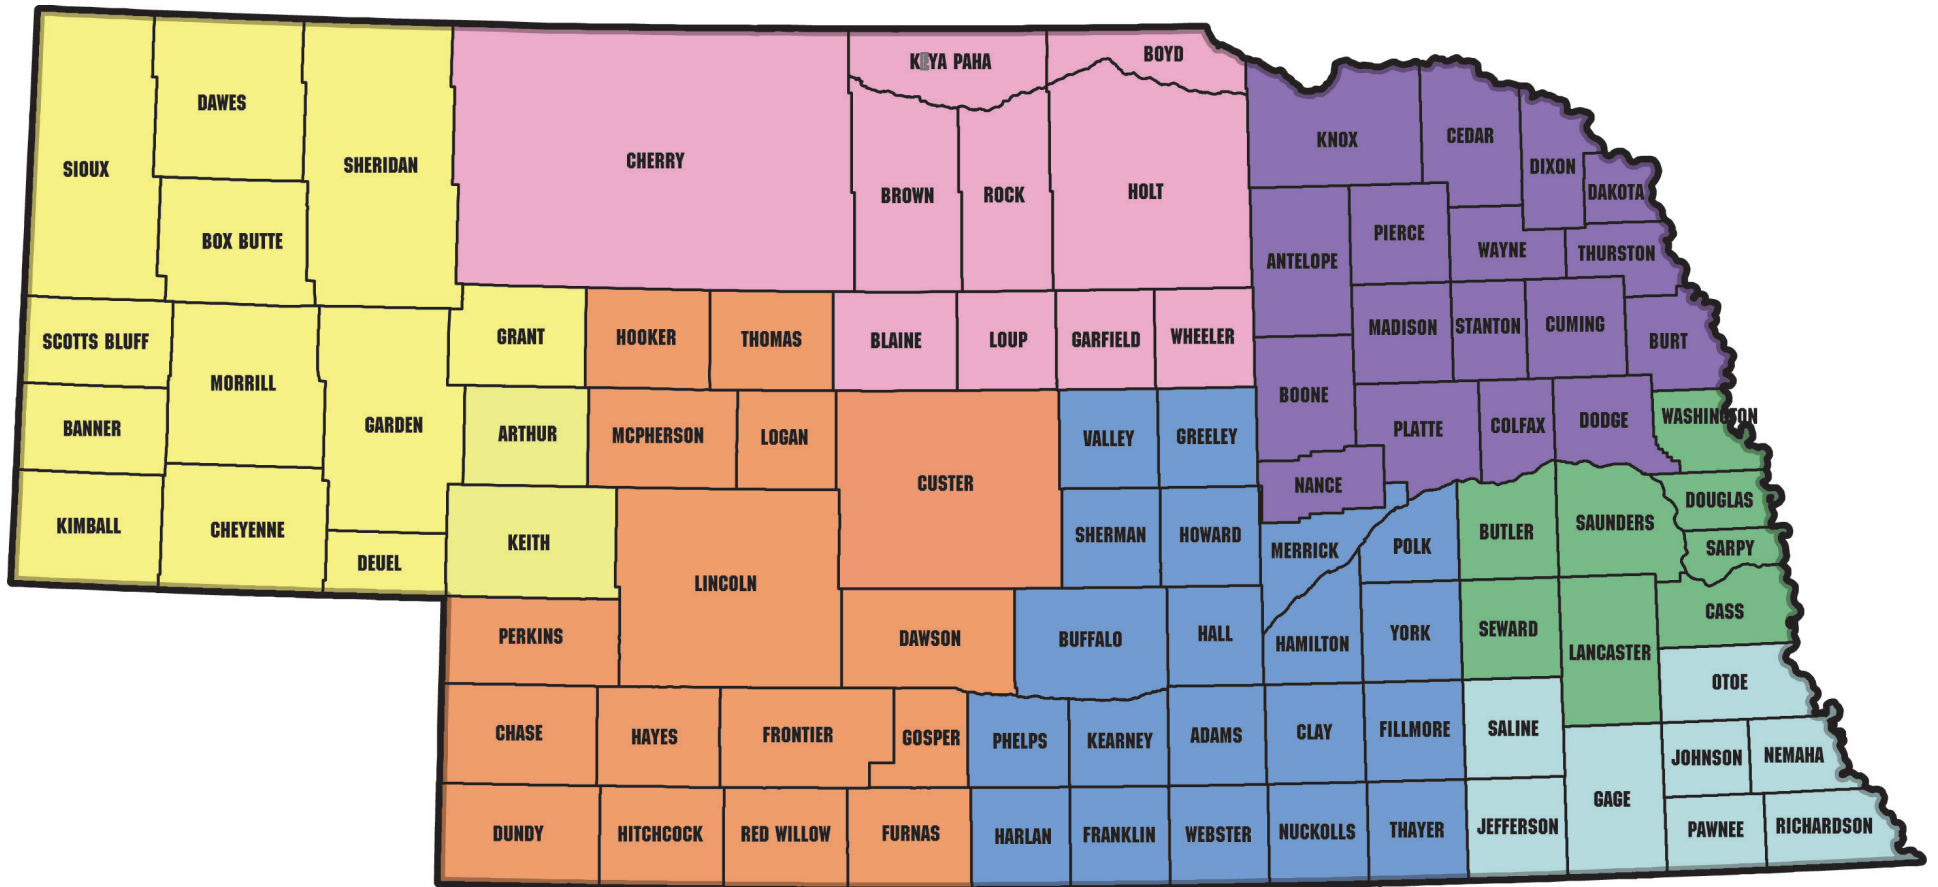 KEYA PAHA
BOYD
DAWES
KNOX
CEDAR
SIOUX
SHERIDAN
CHERRY
DIXON
DAKOTA
BROWN
ROCK
HOLT
BOX BUTTE
PIERCE
WAYNE
THURSTON
ANTELOPE
SCOTTS BLUFF
GRANT
HOOKER
THOMAS
BLAINE
LOUP
GARFIELD
WHEELER
MADISON
STANTON
CUMING
BURT
MORRILL
BOONE
BANNER
GARDEN
ARTHUR
MCPHERSON
LOGAN
VALLEY
GREELEY
PLATTE
COLFAX
DODGE
WASHINGTON
CUSTER
NANCE
DOUGLAS
KIMBALL
CHEYENNE
KEITH
SHERMAN
HOWARD
MERRICK
POLK
BUTLER
SAUNDERS
SARPY
DEUEL
LINCOLN
PERKINS
DAWSON
BUFFALO
HALL
HAMILTON
YORK
SEWARD
LANCASTER
CASS
OTOE
CHASE
HAYES
FRONTIER
GOSPER
PHELPS
KEARNEY
ADAMS
CLAY
FILLMORE
SALINE
JOHNSON
NEMAHA
GAGE
DUNDY
HITCHCOCK
RED WILLOW
FURNAS
HARLAN
FRANKLIN
WEBSTER
NUCKOLLS
THAYER
JEFFERSON
PAWNEE
RICHARDSON